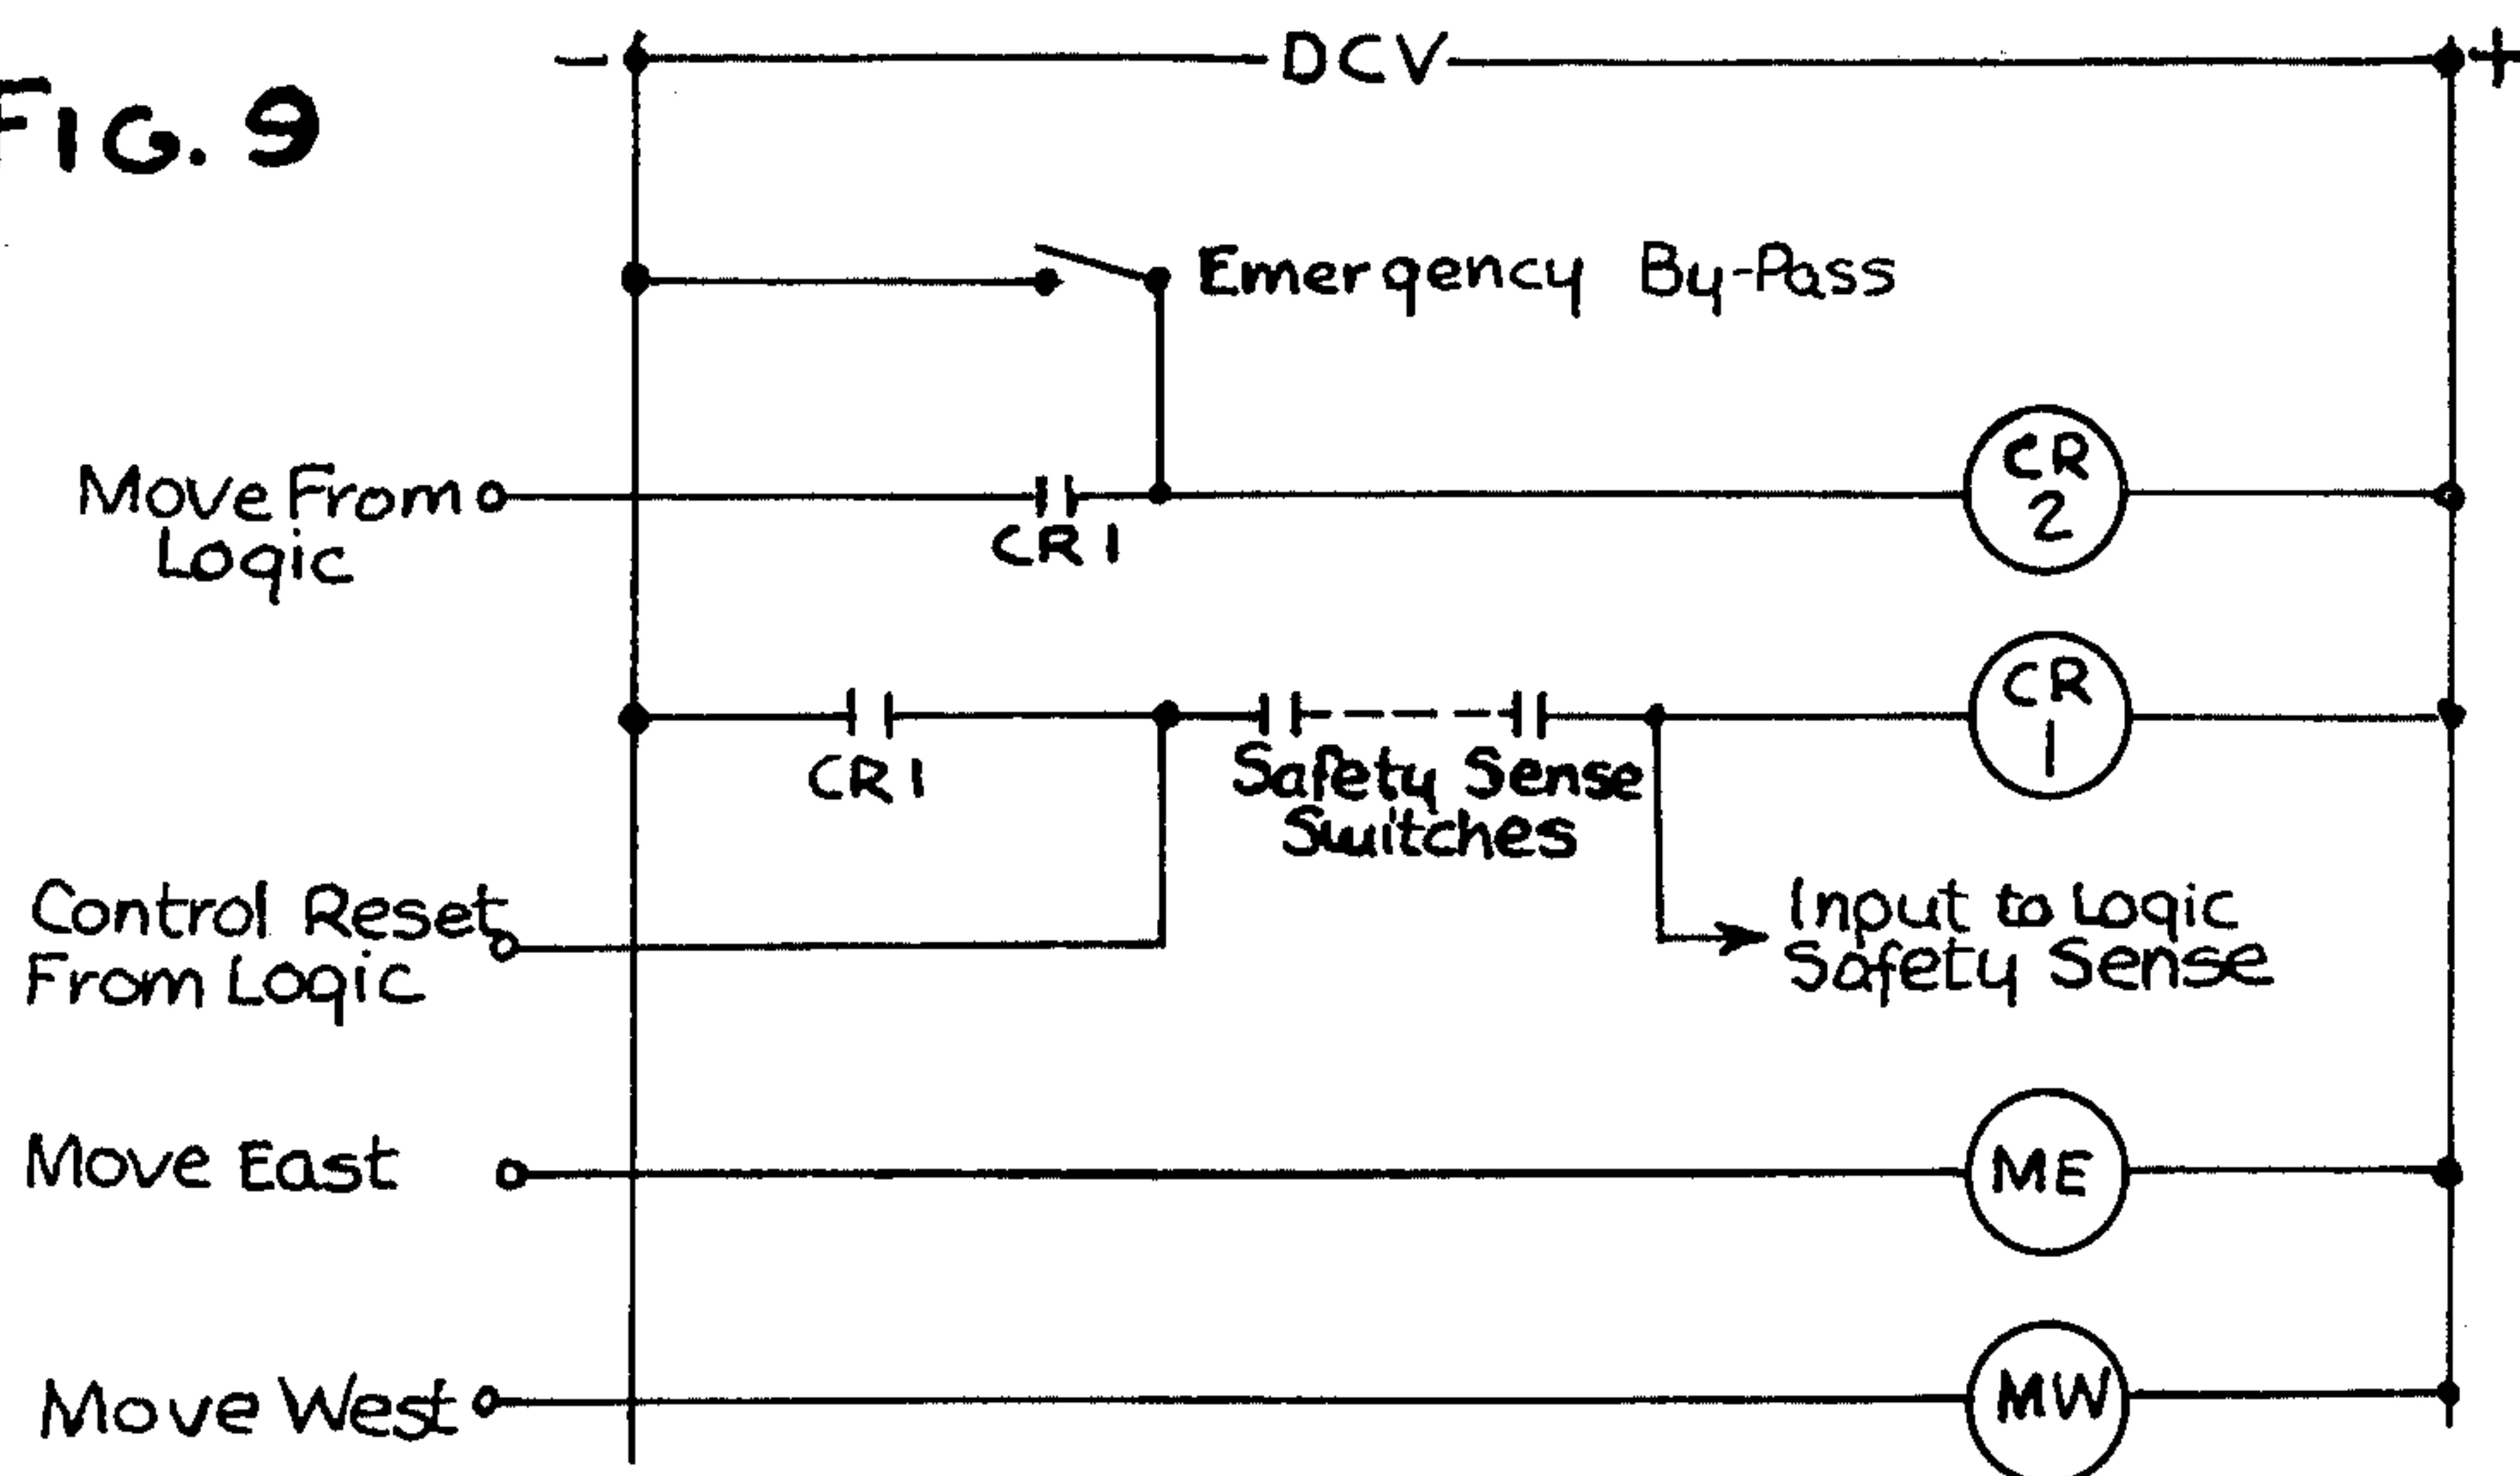 FIG. 9
— DCV +
Emergency By-Pass
Move From
Logic
CR 1
CR
2
CR 1
Safety Sense
Switches
CR
1
Control Reset
From Logic
Input to Logic
Safety Sense
Move East
ME
Move West
MW